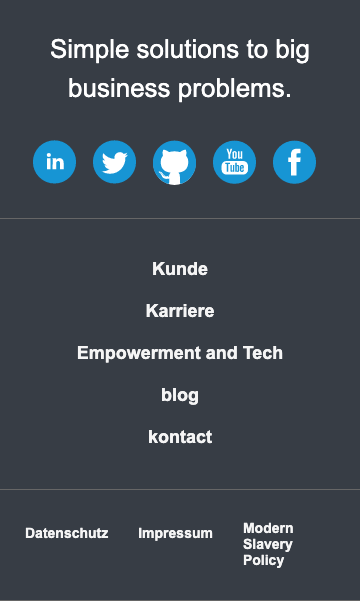 Simple solutions to big
business problems.
in
You
Tube
f
Kunde
Karriere
Empowerment and Tech
blog
kontact
Datenschutz
Impressum
Modern
Slavery
Policy